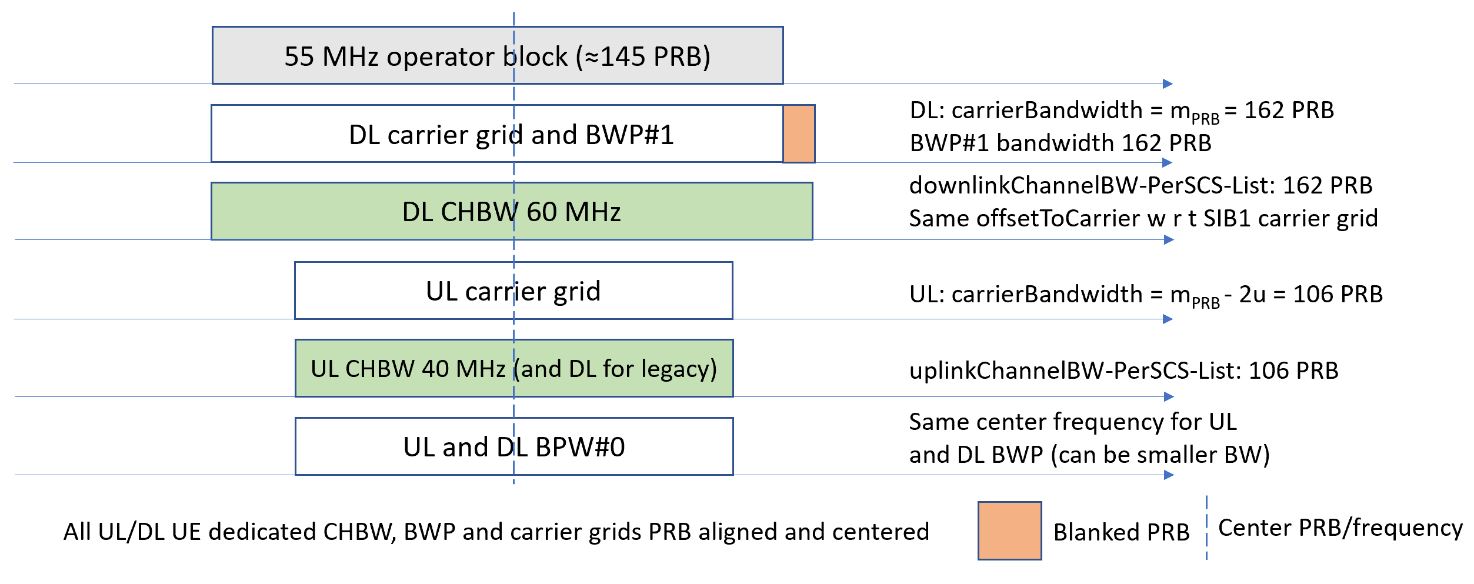 55 MHz operator block (≈145 PRB)
DL carrier grid and BWP#1
DL: carrierBandwidth = mPRB = 162 PRB
BWP#1 bandwidth 162 PRB
DL CHBW 60 MHz
downlinkChannelBW-PerSCS-List: 162 PRB
Same offsetToCarrier w r t SIB1 carrier grid
UL carrier grid
UL: carrierBandwidth = mPRB - 2u = 106 PRB
UL CHBW 40 MHz (and DL for legacy)
uplinkChannelBW-PerSCS-List: 106 PRB
UL and DL BPW#0
Same center frequency for UL
and DL BWP (can be smaller BW)
All UL/DL UE dedicated CHBW, BWP and carrier grids PRB aligned and centered
Blanked PRB
Center PRB/frequency